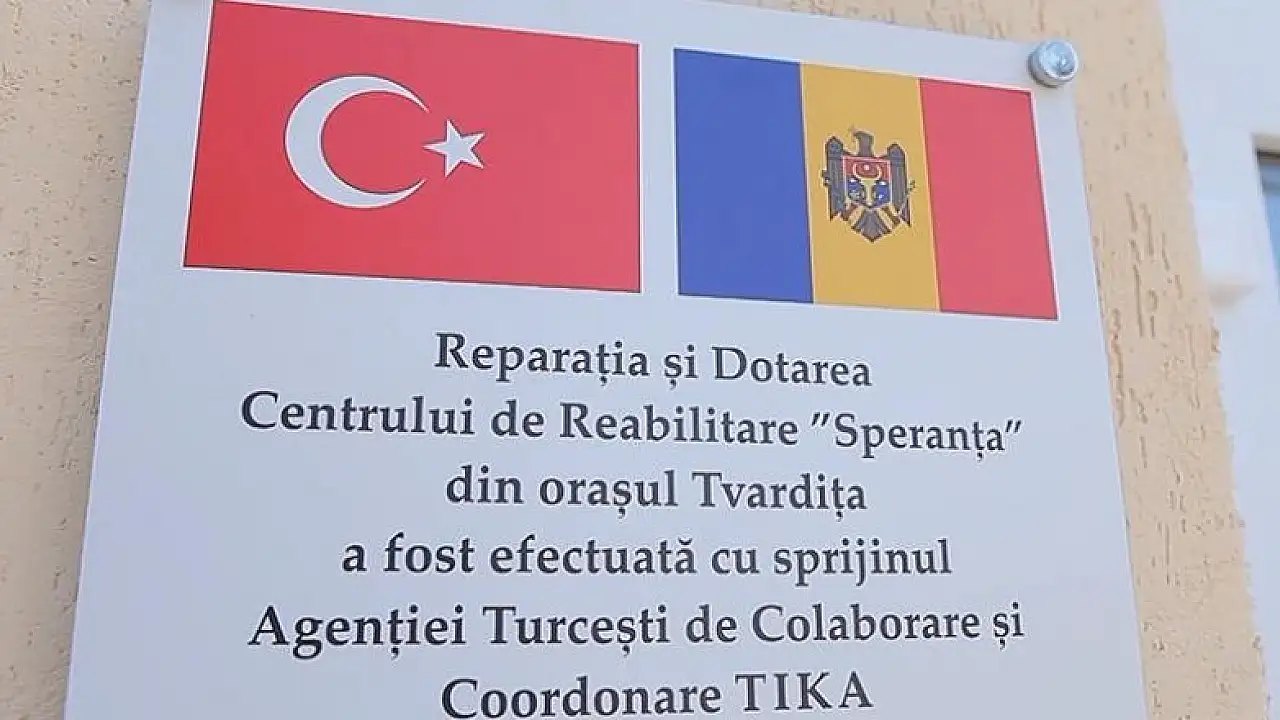 Reparația și Dotarea
Centrului de Reabilitare ”Speranța”
din orașul Tvardița
a fost efectuată cu sprijinul
Agenției Turcești de Colaborare și
Coordonare TIKA